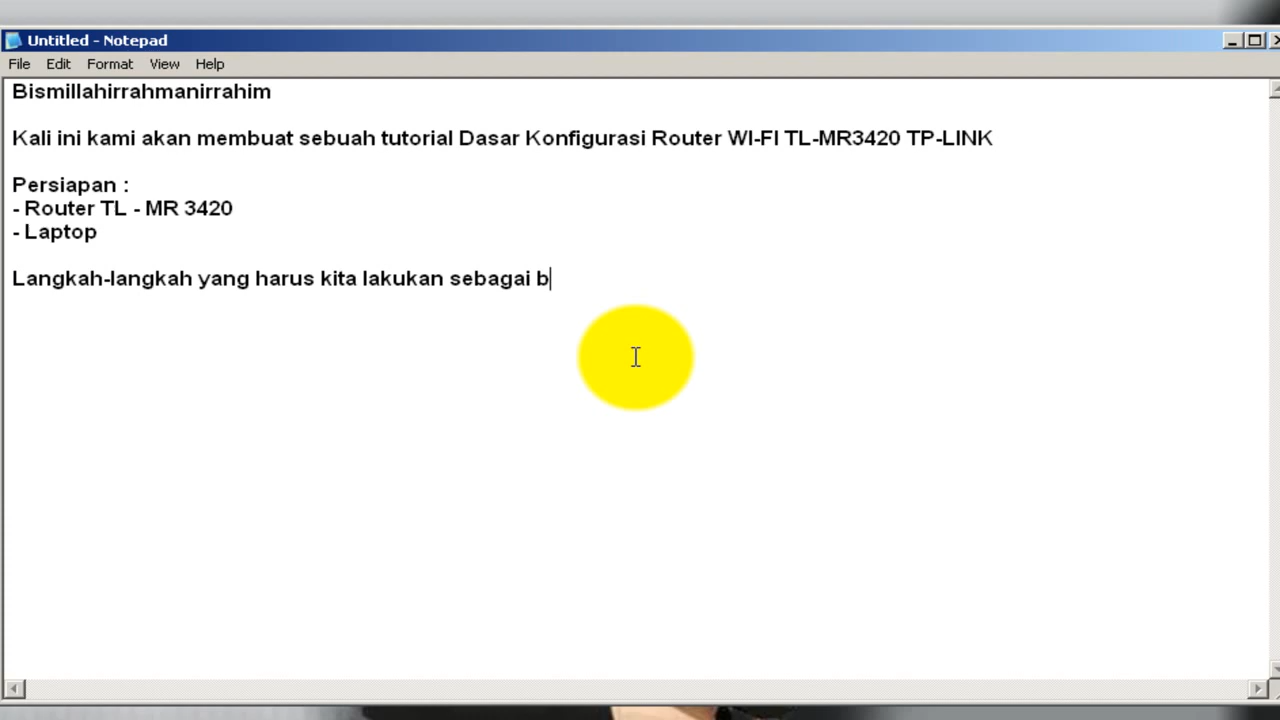 Untitled - Notepad
File Edit Format View Help
Bismillahirrahmanirrahim
Kali ini kami akan membuat sebuah tutorial Dasar Konfigurasi Router WI-FI TL-MR3420 TP-LINK
Persiapan :
- Router TL - MR 3420
- Laptop
Langkah-langkah yang harus kita lakukan sebagai b